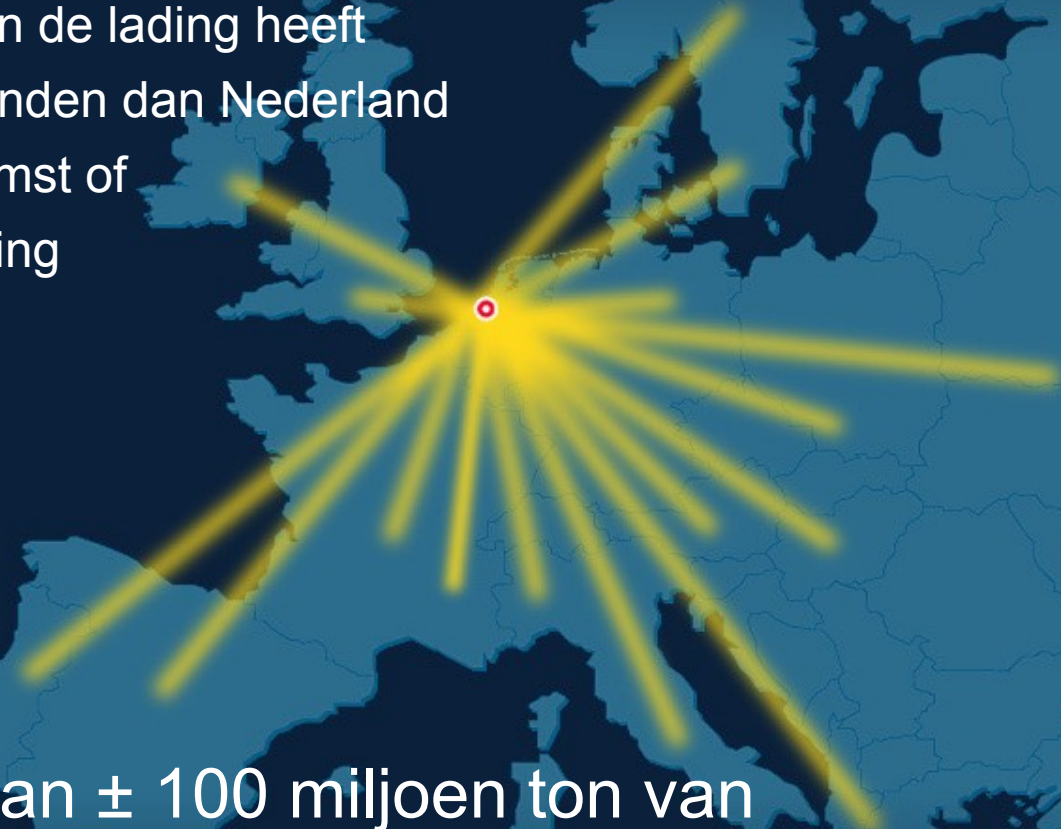 n de lading heeft
nden dan Nederland
mst of
ing
an ± 100 miljoen ton van